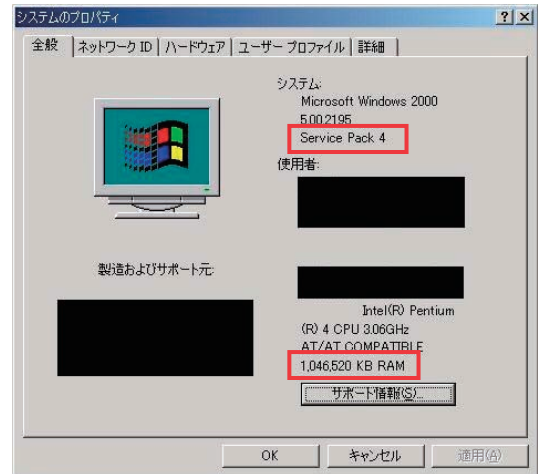 システムのプロパティ
? ×
全般
ネットワーク ID
ハードウェア
ユーザー プロファイル
詳細
システム:
Microsoft Windows 2000
5.00.2195
Service Pack 4
使用者:
製造およびサポート元:
Intel(R) Pentium
(R) 4 CPU 3.06GHz
AT/AT COMPATIBLE
1,046,520 KB RAM
サポート情報(S)...
OK
キャンセル
適用(A)